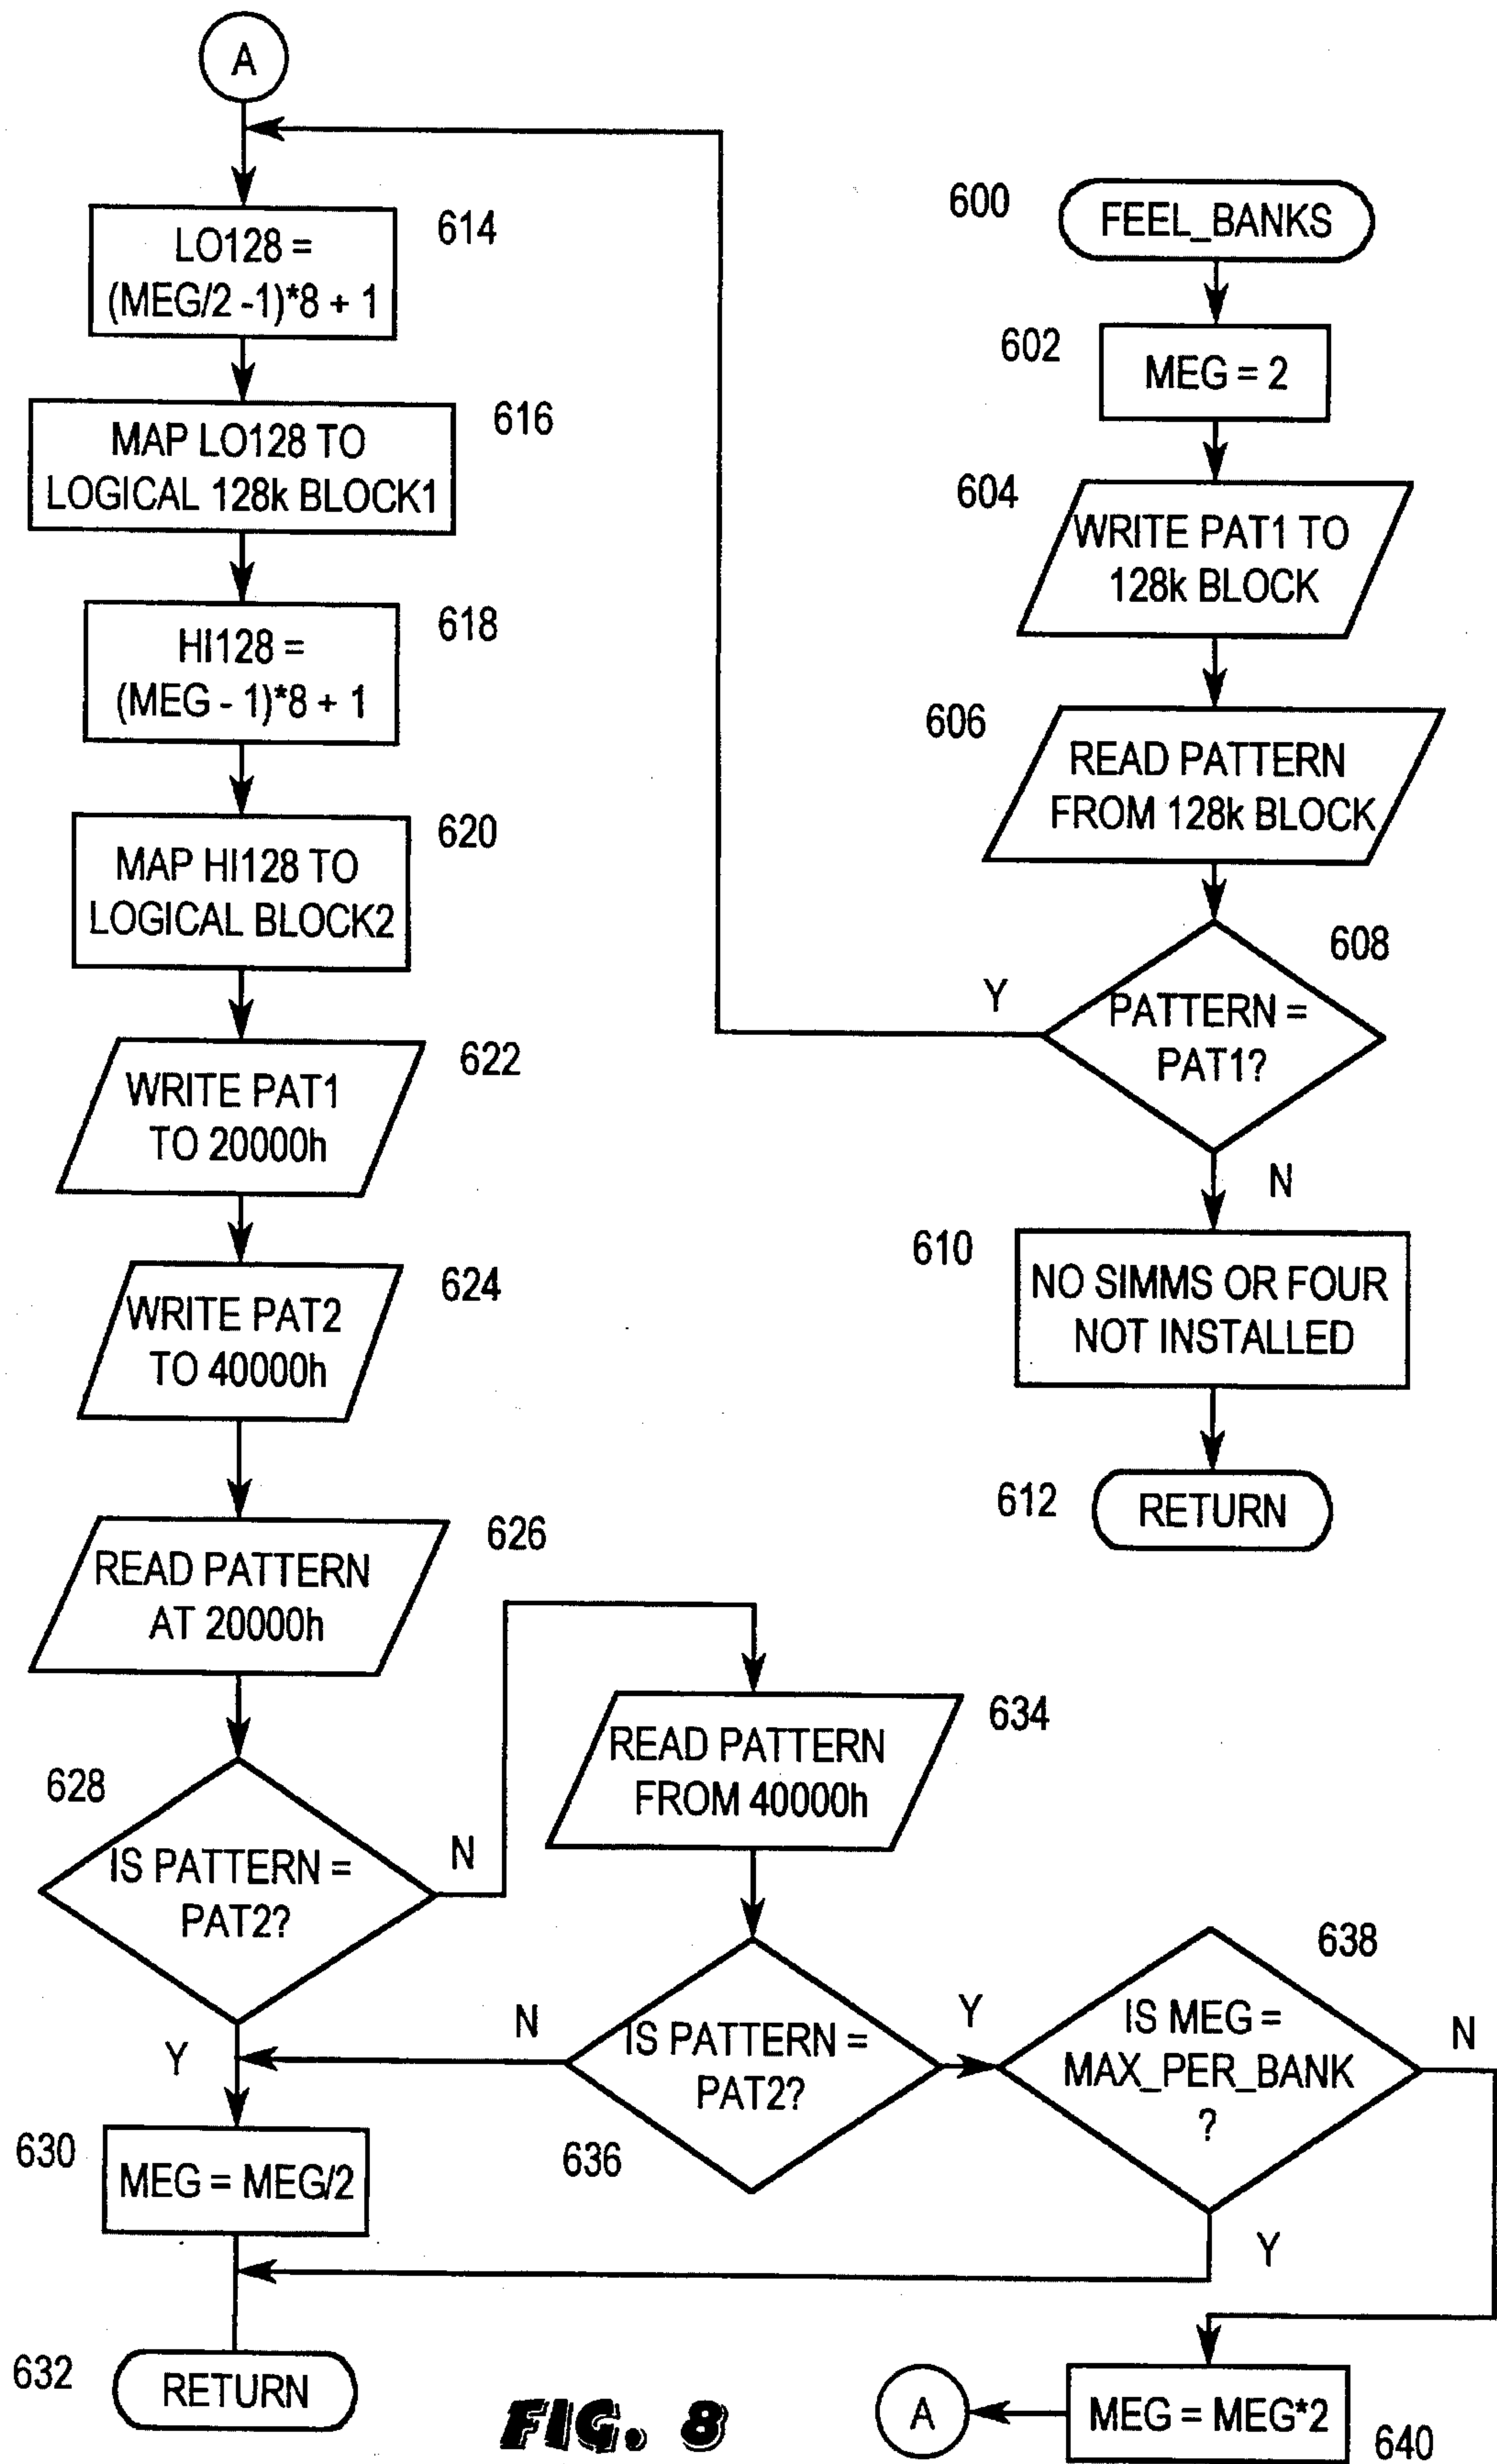 A
614
LO128 =
(MEG/2 -1)*8 + 1
616
MAP LO128 TO
LOGICAL 128k BLOCK1
618
HI128 =
(MEG - 1)*8 + 1
620
MAP HI128 TO
LOGICAL BLOCK2
622
WRITE PAT1
TO 20000h
624
WRITE PAT2
TO 40000h
626
READ PATTERN
AT 20000h
628
IS PATTERN =
PAT2?
N
Y
630
MEG = MEG/2
632
RETURN
600
FEEL_BANKS
602
MEG = 2
604
WRITE PAT1 TO
128k BLOCK
606
READ PATTERN
FROM 128k BLOCK
608
Y
PATTERN =
PAT1?
N
610
NO SIMMS OR FOUR
NOT INSTALLED
612
RETURN
634
READ PATTERN
FROM 40000h
N
IS PATTERN =
PAT2?
Y
636
638
IS MEG =
MAX_PER_BANK
?
N
Y
A
MEG = MEG*2
640
FIG. 8